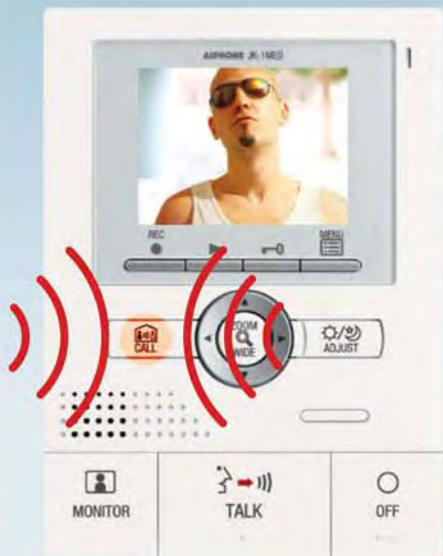 AIPHONE JK-1MED
REC
MENU
CALL
ZOOM
WIDE
ADJUST
MONITOR
TALK
OFF